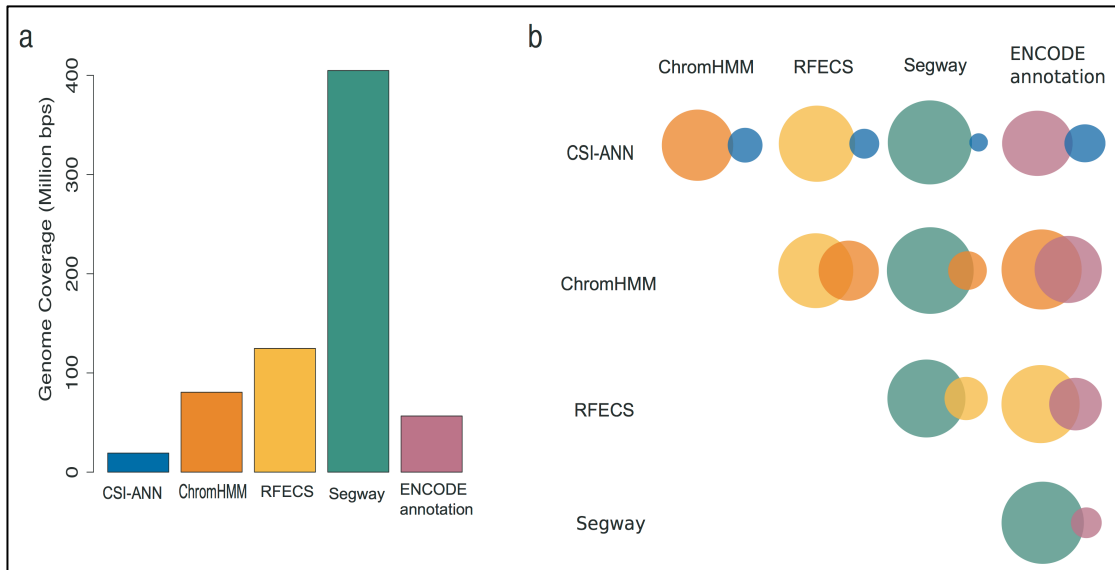 a
Genome Coverage (Million bps)
400
300
200
100
0
CSI-ANN
ChromHMM
RFECS
Segway
ENCODE
annotation
b
ChromHMM
RFECS
Segway
ENCODE
annotation
CSI-ANN
ChromHMM
RFECS
Segway